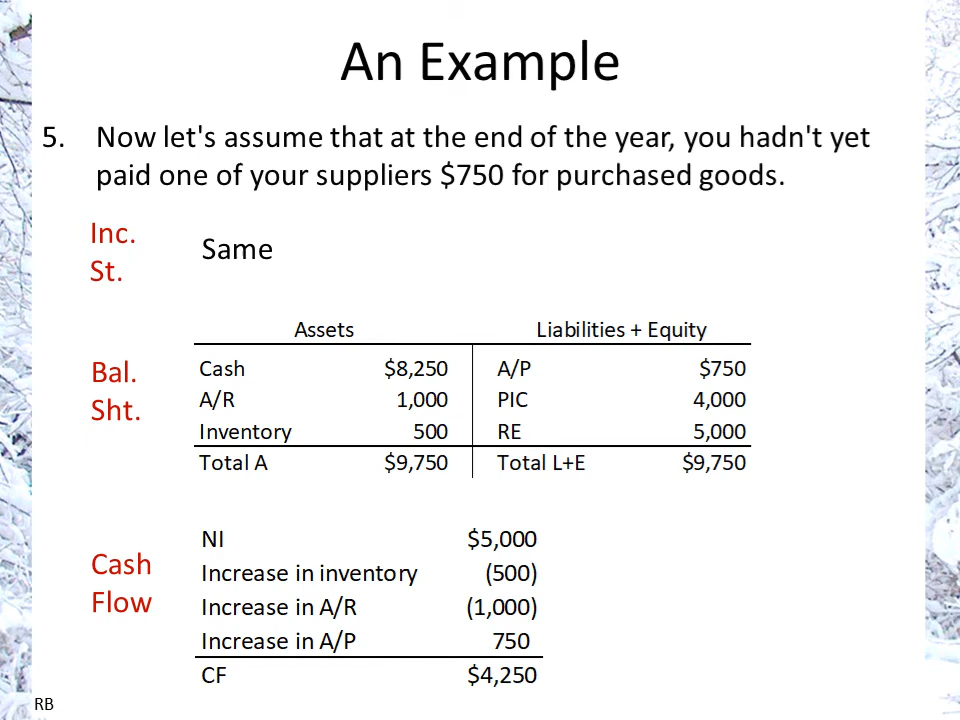 An Example
5. Now let's assume that at the end of the year, you hadn't yet
paid one of your suppliers $750 for purchased goods.
Inc.
St.
Same
Bal.
Sht.
Assets Liabilities + Equity
Cash $8,250 A/P $750
A/R 1,000 PIC 4,000
Inventory 500 RE 5,000
Total A $9,750 Total L+E $9,750
Cash
Flow
NI $5,000
Increase in inventory (500)
Increase in A/R (1,000)
Increase in A/P 750
CF $4,250
RB